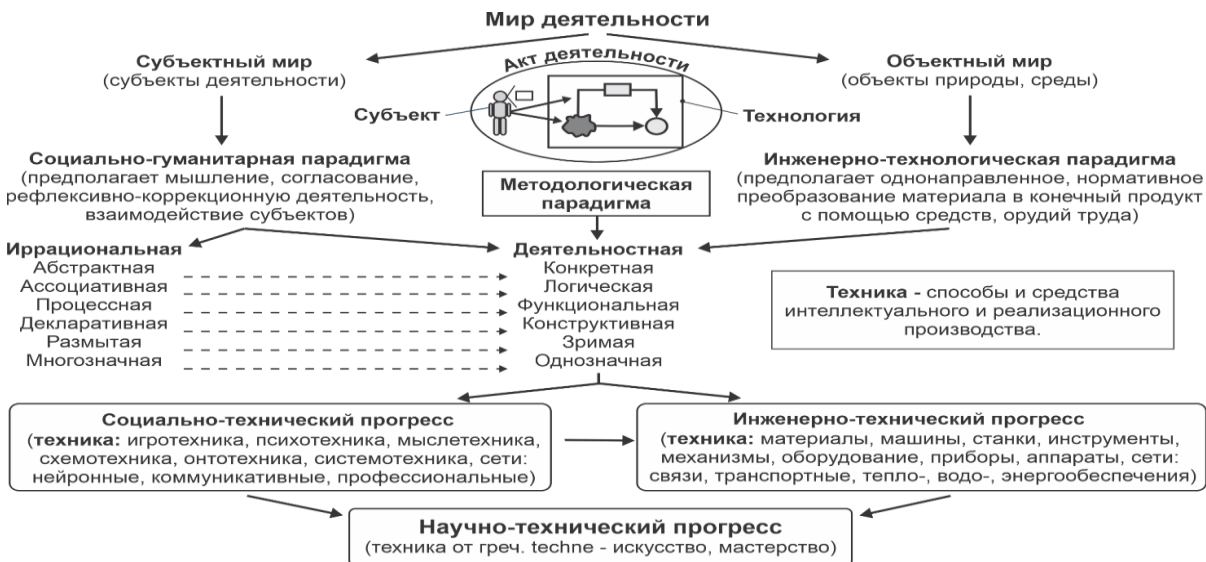 Мир деятельности
Субъектный мир
(субъекты деятельности)
Акт деятельности
Субъект
Технология
Объектный мир
(объекты природы, среды)
Социально-гуманитарная парадигма
(предполагает мышление, согласование,
рефлексивно-коррекционную деятельность,
взаимодействие субъектов)
Методологическая
парадигма
Инженерно-технологическая парадигма
(предполагает однонаправленное, нормативное
преобразование материала в конечный продукт
с помощью средств, орудий труда)
Иррациональная
Абстрактная
Ассоциативная
Процессная
Декларативная
Размытая
Многозначная
Деятельностная
Конкретная
Логическая
Функциональная
Конструктивная
Зримая
Однозначная
Техника - способы и средства
интеллектуального и реализационного
производства.
Социально-технический прогресс
(техника: игротехника, психотехника, мыслетехника,
схемотехника, онтотехника, системотехника, сети:
нейронные, коммуникативные, профессиональные)
Инженерно-технический прогресс
(техника: материалы, машины, станки, инструменты,
механизмы, оборудование, приборы, аппараты, сети:
связи, транспортные, тепло-, водо-, энергообеспечения)
Научно-технический прогресс
(техника от греч. techne - искусство, мастерство)